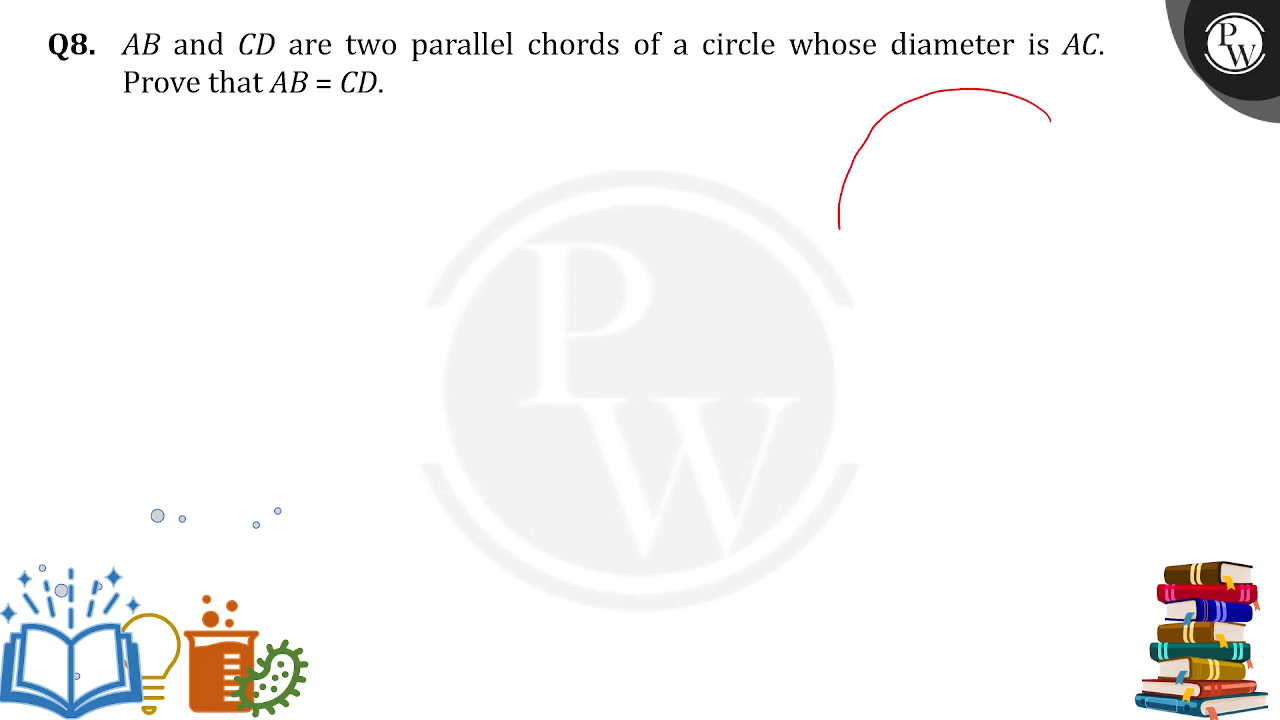 Q8. AB and CD are two parallel chords of a circle whose diameter is AC.
Prove that AB = CD.
P
W
P
W